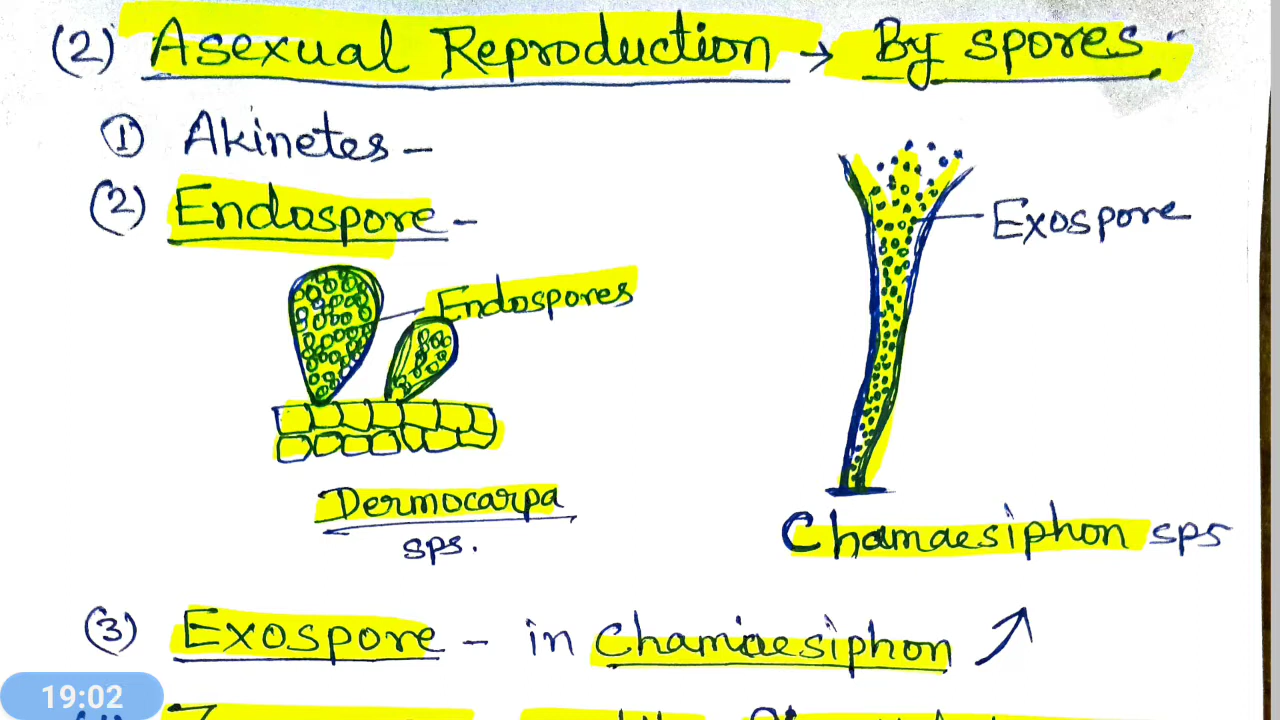 (2) Asexual Reproduction → By spores -
① Akinetes -
(2) Endospore -
Exospore
Endospores
Dermocarpa
sps.
Chamaesiphon sps
(3) Exospore - in Chamaesiphon ↗
19:02